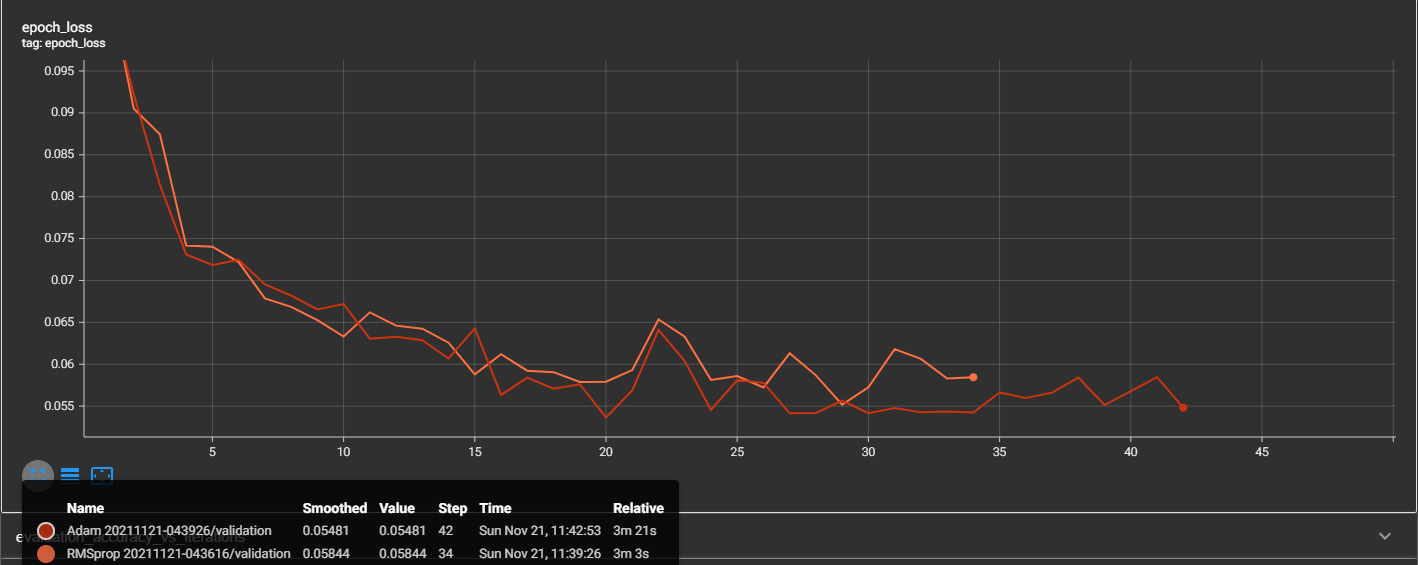 epoch_loss
tag: epoch_loss
0.095
0.09
0.085
0.08
0.075
0.07
0.065
0.06
0.055
5 10 15 20 25 30 35 40 45
Name Smoothed Value Step Time Relative
Adam 20211121-043926/validation 0.05481 0.05481 42 Sun Nov 21, 11:42:53 3m 21s
evaluation_accuracy_vs_iterations
RMSprop 20211121-043616/validation 0.05844 0.05844 34 Sun Nov 21, 11:39:26 3m 3s